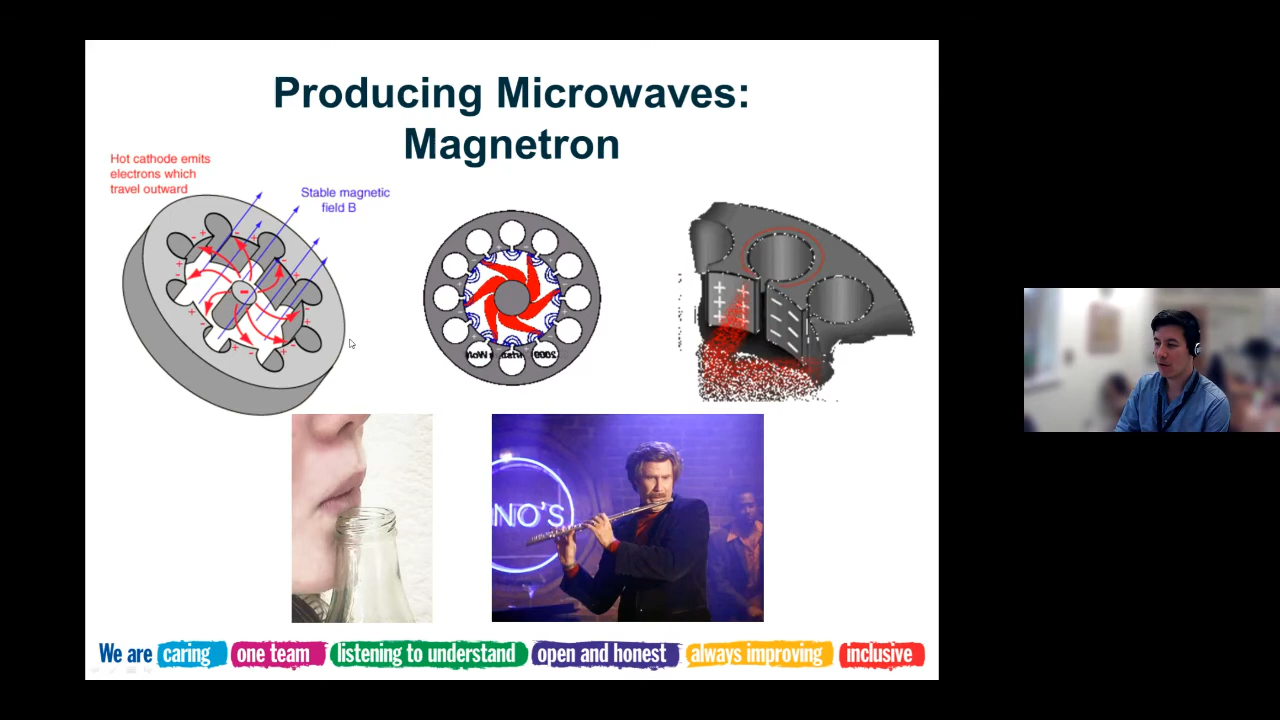 Producing Microwaves:
Magnetron
Hot cathode emits
electrons which
travel outward
Stable magnetic
field B
NO'S
We are caring one team listening to understand open and honest always improving inclusive